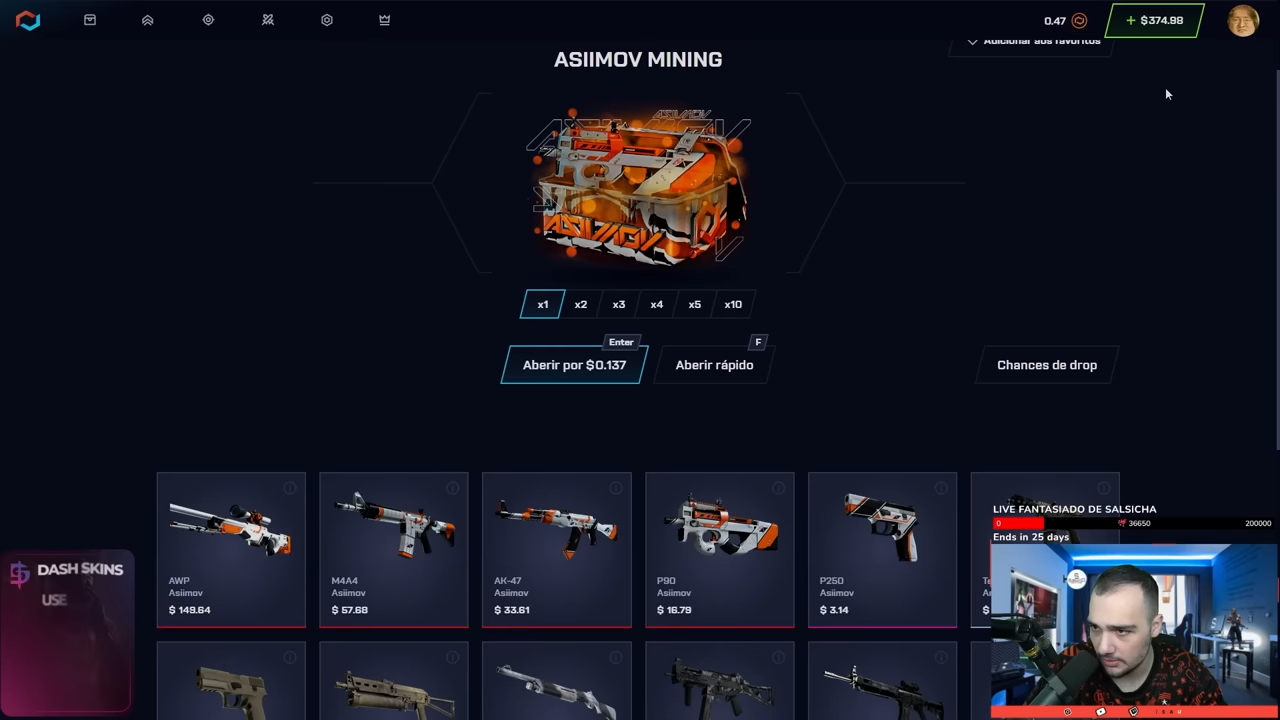 0.47
+ $374.98
Adicionar aos favoritos
ASIIMOV MINING
ASIIMOV
ASIIMOV
x1 x2 x3 x4 x5 x10
Enter
F
Aberir por $0.137
Aberir rápido
Chances de drop
AWP
Asiimov
$ 149.64
M4A4
Asiimov
$ 57.68
AK-47
Asiimov
$ 33.61
P90
Asiimov
$ 16.79
P250
Asiimov
$ 3.14
LIVE FANTASIADO DE SALSICHA
0 36650 200000
Ends in 25 days
DASH SKINS
USE